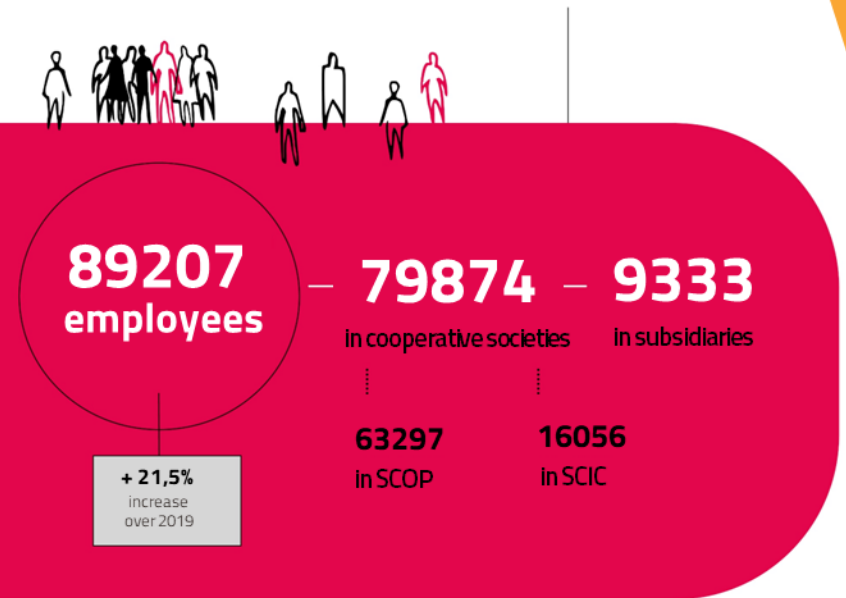 89207
employees
– 79874 – 9333
in cooperative societies
in subsidiaries
63297
in SCOP
16056
in SCIC
+ 21,5%
increase
over 2019